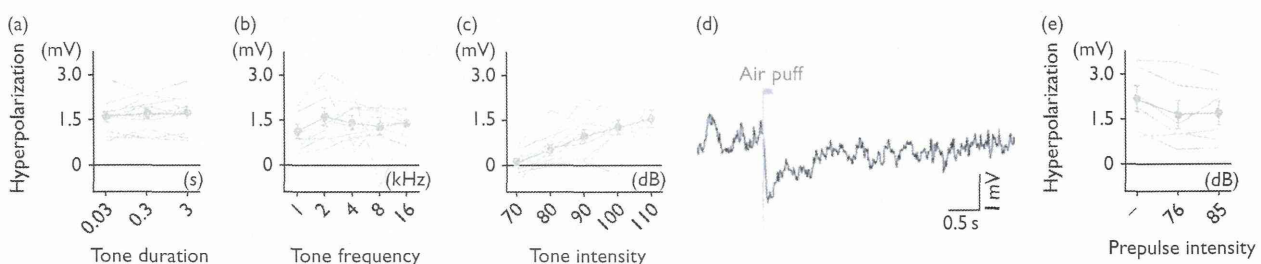 (a)
Hyperpolarization
(mV)
3.0
1.5
0
(s)
0.03
0.3
3
Tone duration
(b)
(mV)
3.0
1.5
0
(kHz)
1
2
4
8
16
Tone frequency
(c)
(mV)
3.0
1.5
0
(dB)
70
80
90
100
110
Tone intensity
(d)
Air puff
1 mV
0.5 s
(e)
Hyperpolarization
(mV)
3.0
1.5
0
(dB)
–
76
85
Prepulse intensity